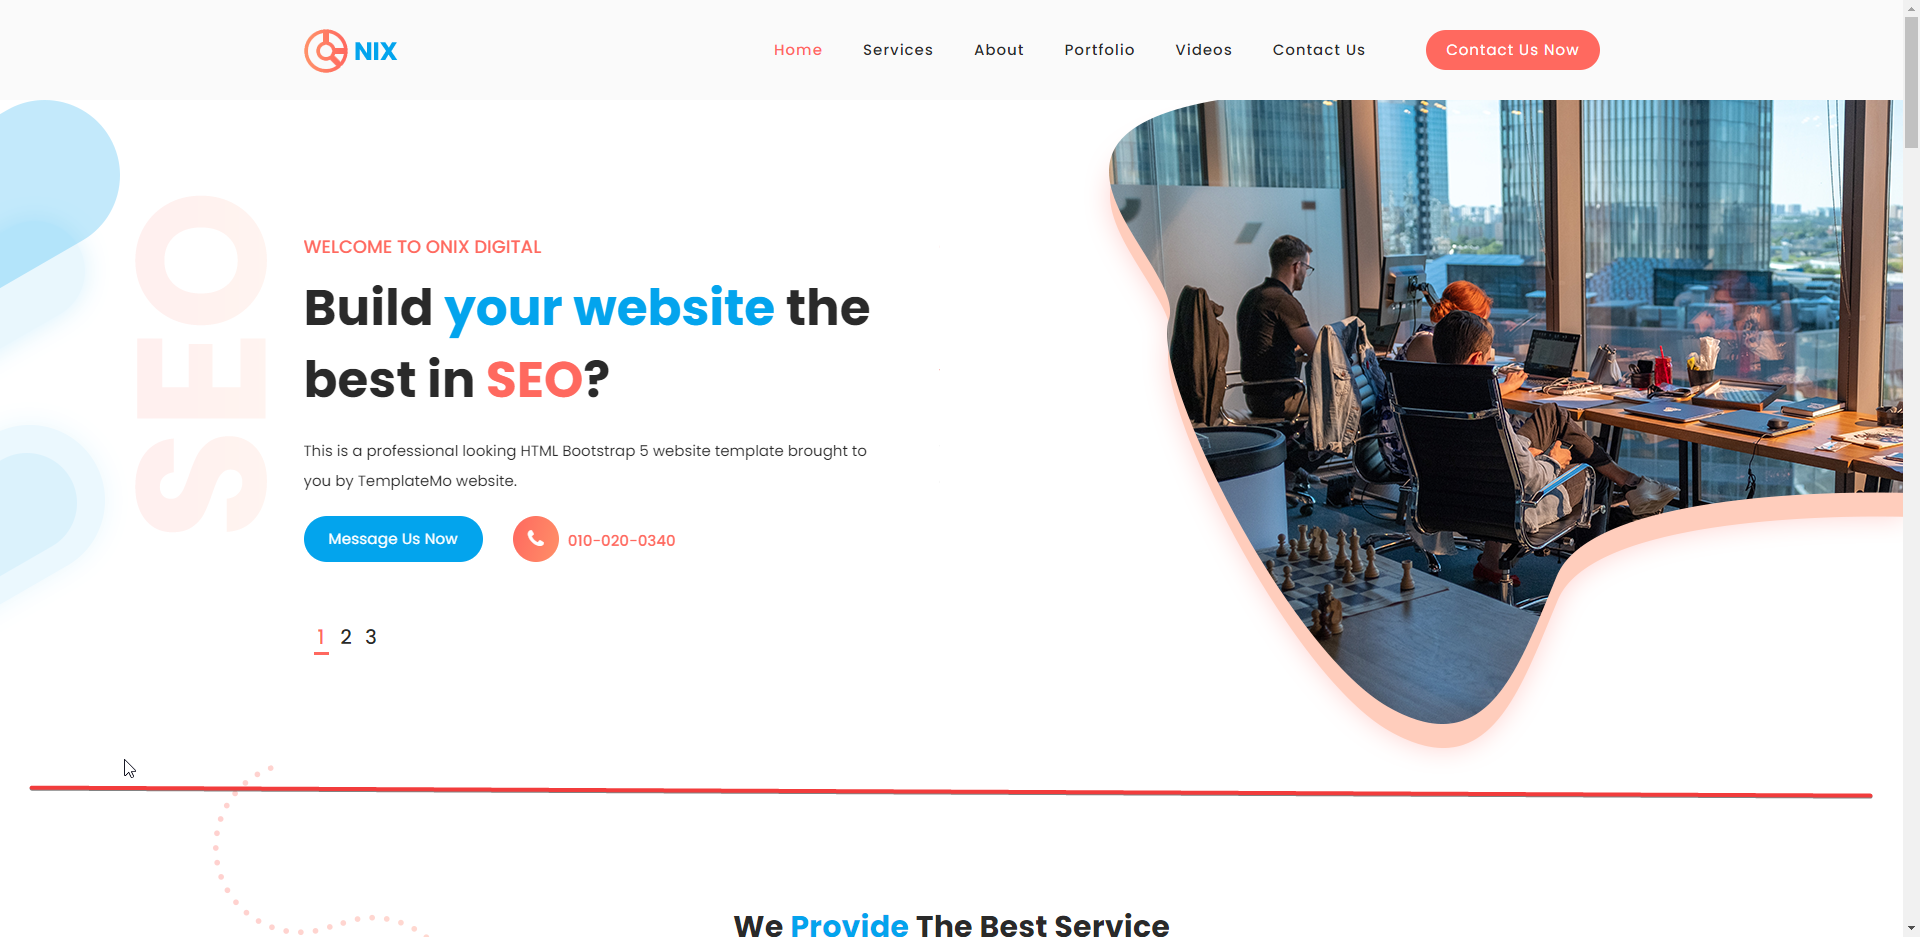 NIX
Home Services About Portfolio Videos Contact Us Contact Us Now
SEO
WELCOME TO ONIX DIGITAL
Build your website the
best in SEO?
This is a professional looking HTML Bootstrap 5 website template brought to
you by TemplateMo website.
Message Us Now 010-020-0340
1 2 3
We Provide The Best Service